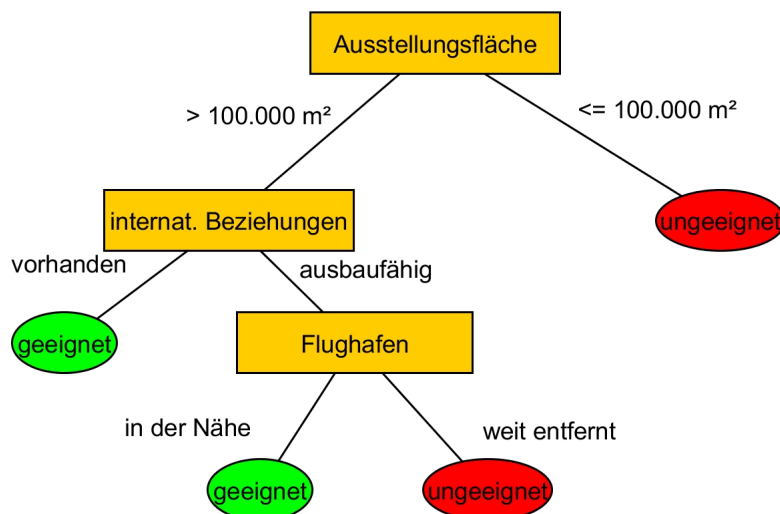 Ausstellungsfläche
> 100.000 m²
<= 100.000 m²
internat. Beziehungen
ungeeignet
vorhanden
ausbaufähig
geeignet
Flughafen
in der Nähe
weit entfernt
geeignet
ungeeignet